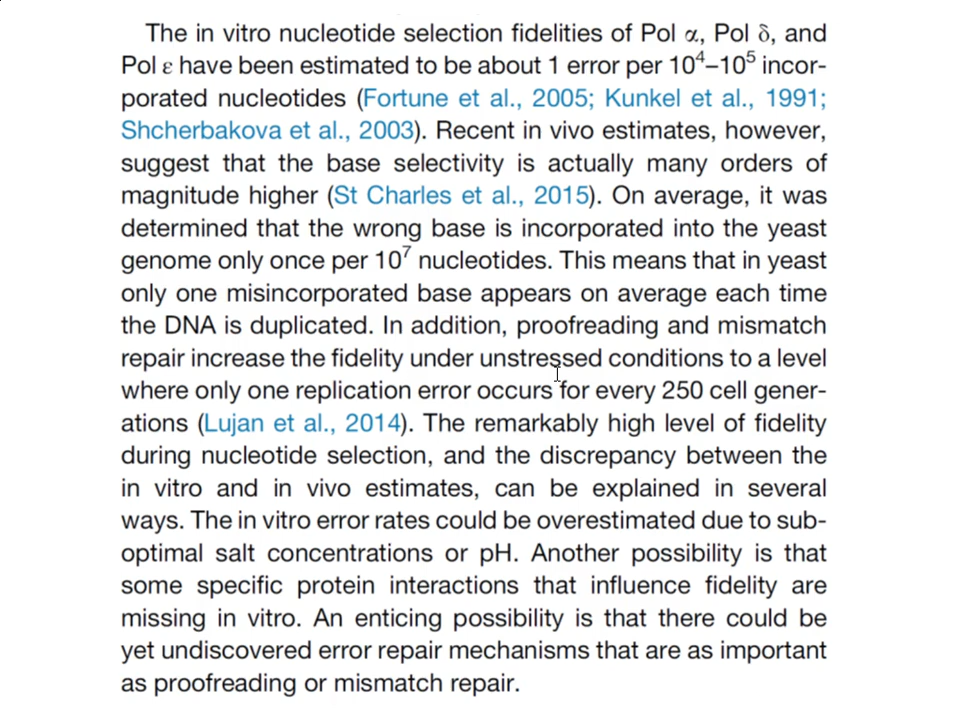 The in vitro nucleotide selection fidelities of Pol α, Pol δ, and
Pol ε have been estimated to be about 1 error per 10⁴–10⁵ incor-
porated nucleotides (Fortune et al., 2005; Kunkel et al., 1991;
Shcherbakova et al., 2003). Recent in vivo estimates, however,
suggest that the base selectivity is actually many orders of
magnitude higher (St Charles et al., 2015). On average, it was
determined that the wrong base is incorporated into the yeast
genome only once per 10⁷ nucleotides. This means that in yeast
only one misincorporated base appears on average each time
the DNA is duplicated. In addition, proofreading and mismatch
repair increase the fidelity under unstressed conditions to a level
where only one replication error occurs for every 250 cell gener-
ations (Lujan et al., 2014). The remarkably high level of fidelity
during nucleotide selection, and the discrepancy between the
in vitro and in vivo estimates, can be explained in several
ways. The in vitro error rates could be overestimated due to sub-
optimal salt concentrations or pH. Another possibility is that
some specific protein interactions that influence fidelity are
missing in vitro. An enticing possibility is that there could be
yet undiscovered error repair mechanisms that are as important
as proofreading or mismatch repair.